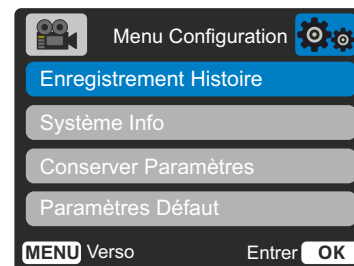 Menu Configuration
Enregistrement Histoire
Système Info
Conserver Paramètres
Paramètres Défaut
MENU Verso Entrer OK